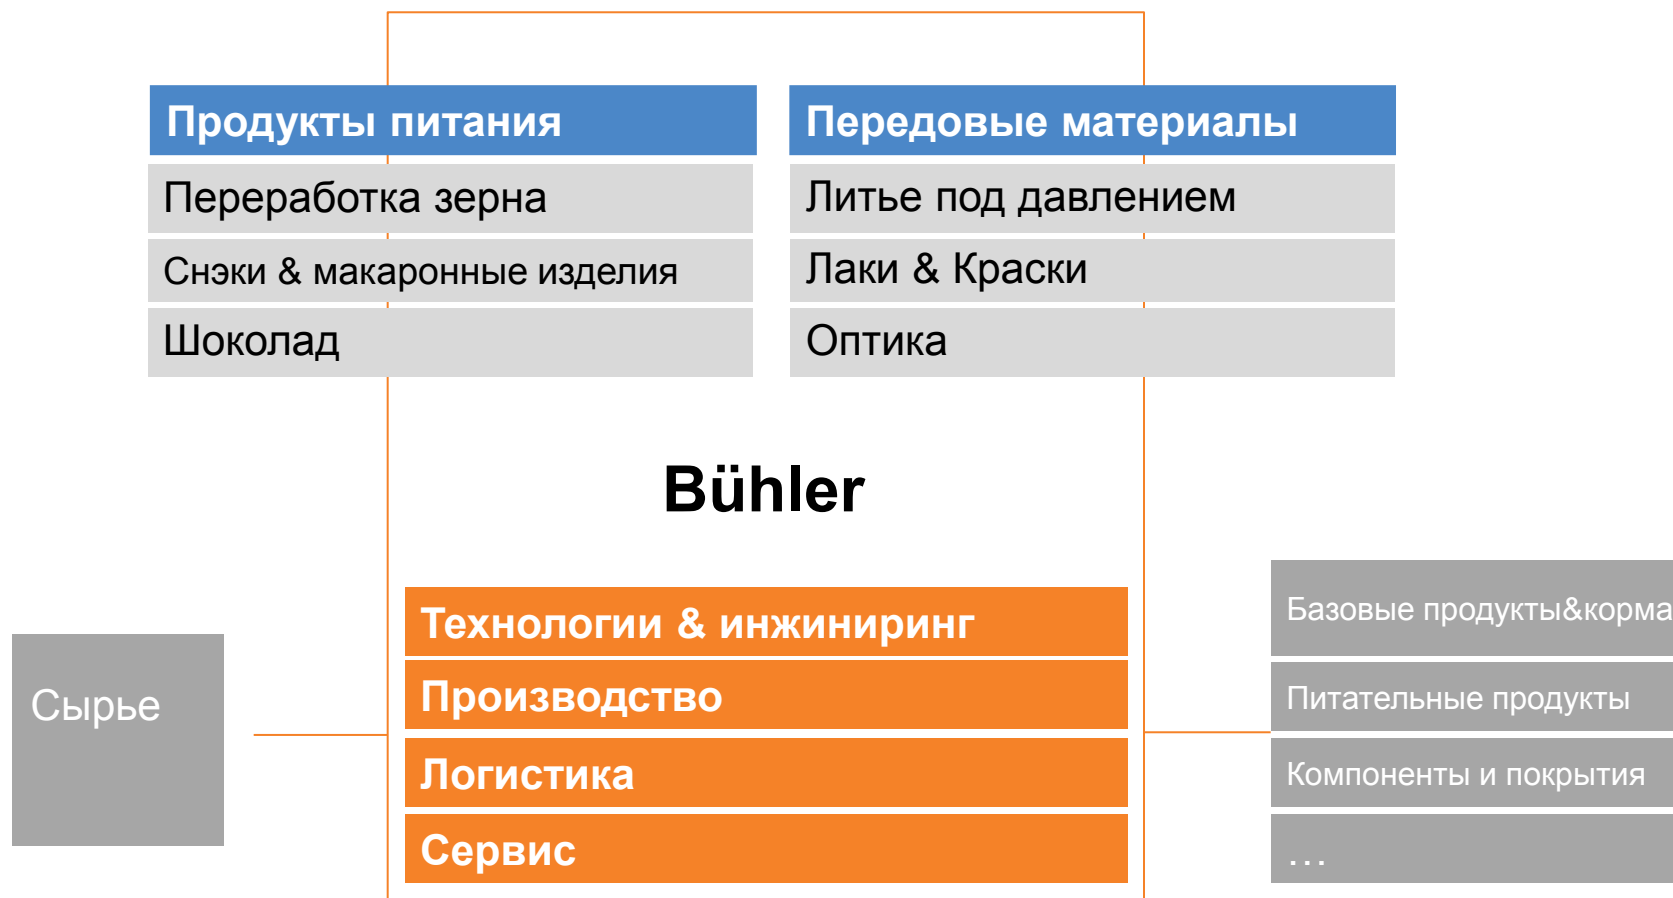 Продукты питания
Переработка зерна
Снэки & макаронные изделия
Шоколад
Передовые материалы
Литье под давлением
Лаки & Краски
Оптика
Bühler
Сырье
Технологии & инжиниринг
Производство
Логистика
Сервис
Базовые продукты&корма
Питательные продукты
Компоненты и покрытия
…